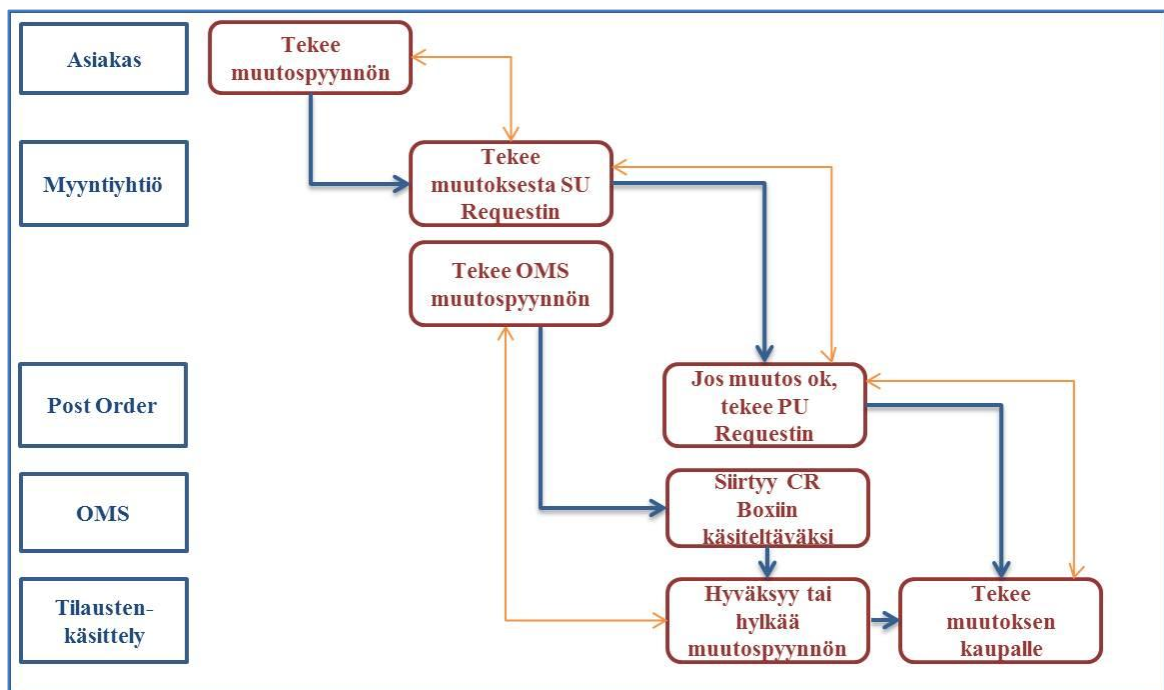 Asiakas
Tekee
muutospyynnön
Myyntiyhtiö
Tekee
muutoksesta SU
Requestin
Tekee OMS
muutospyynnön
Post Order
Jos muutos ok,
tekee PU
Requestin
OMS
Siirtyy CR
Boxiin
käsiteltäväksi
Tilausten-
käsittely
Hyväksyy tai
hylkää
muutospyynnön
Tekee
muutoksen
kaupalle